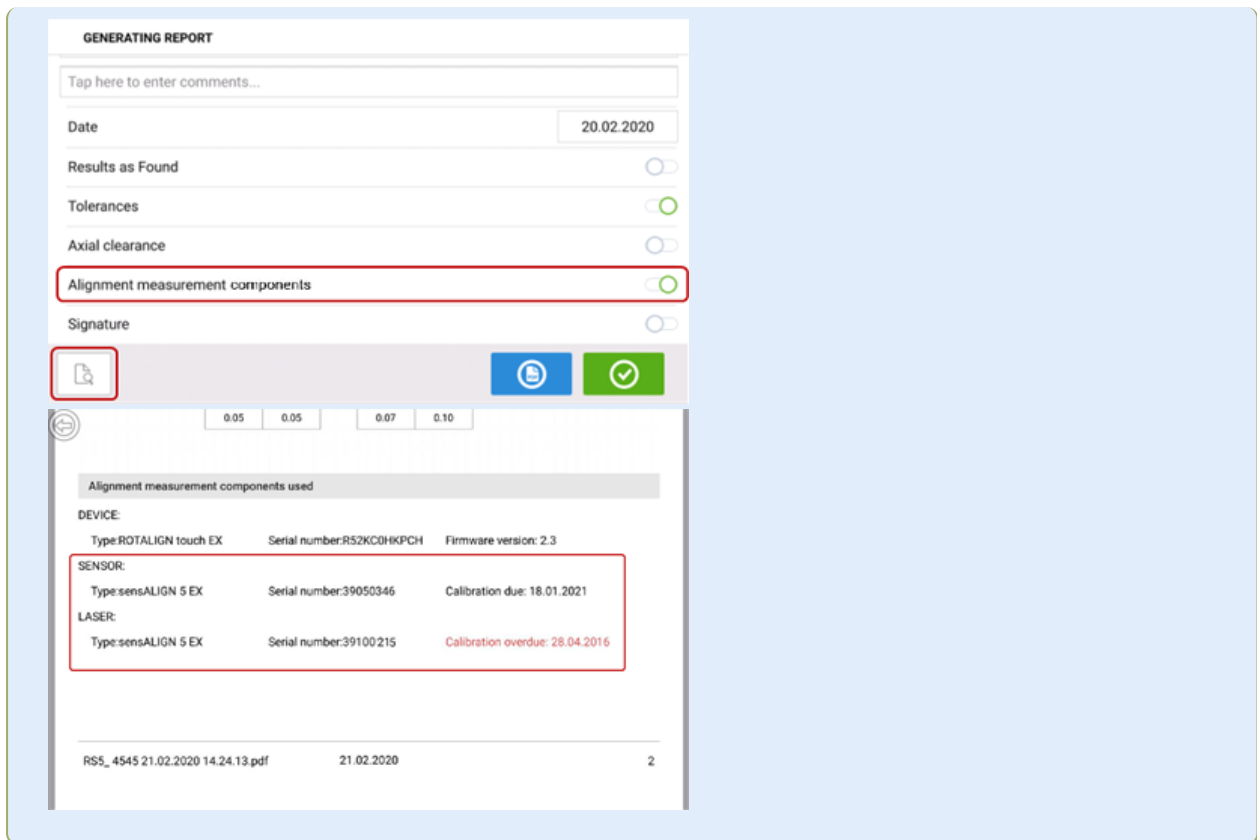 GENERATING REPORT
Tap here to enter comments...
Date 20.02.2020
Results as Found
Tolerances
Axial clearance
Alignment measurement components
Signature
0.05 0.05 0.07 0.10
Alignment measurement components used
DEVICE:
Type:ROTALIGN touch EX Serial number:R52KC0HKPCH Firmware version: 2.3
SENSOR:
Type:sensALIGN 5 EX Serial number:39050346 Calibration due: 18.01.2021
LASER:
Type:sensALIGN 5 EX Serial number:39100215 Calibration overdue: 28.04.2016
RS5_ 4545 21.02.2020 14.24.13.pdf 21.02.2020 2